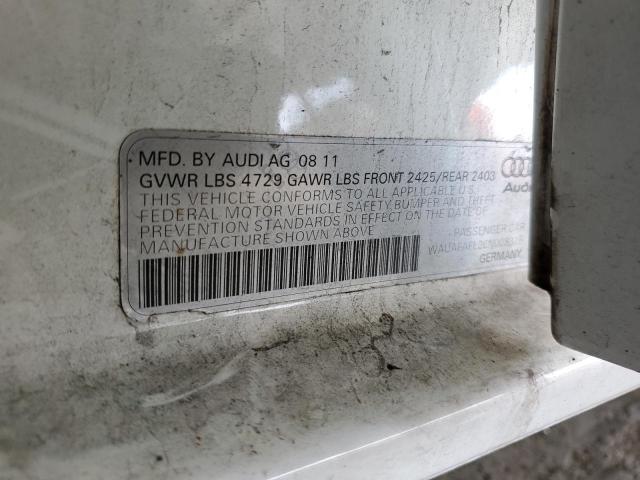 MFD. BY AUDI AG 08 11
GVWR LBS 4729 GAWR LBS FRONT 2425/REAR 2403
THIS VEHICLE CONFORMS TO ALL APPLICABLE U.S.
FEDERAL MOTOR VEHICLE SAFETY, BUMPER AND THEFT
PREVENTION STANDARDS IN EFFECT ON THE DATE OF
MANUFACTURE SHOWN ABOVE
Audi
- PASSENGER CAR
GERMANY